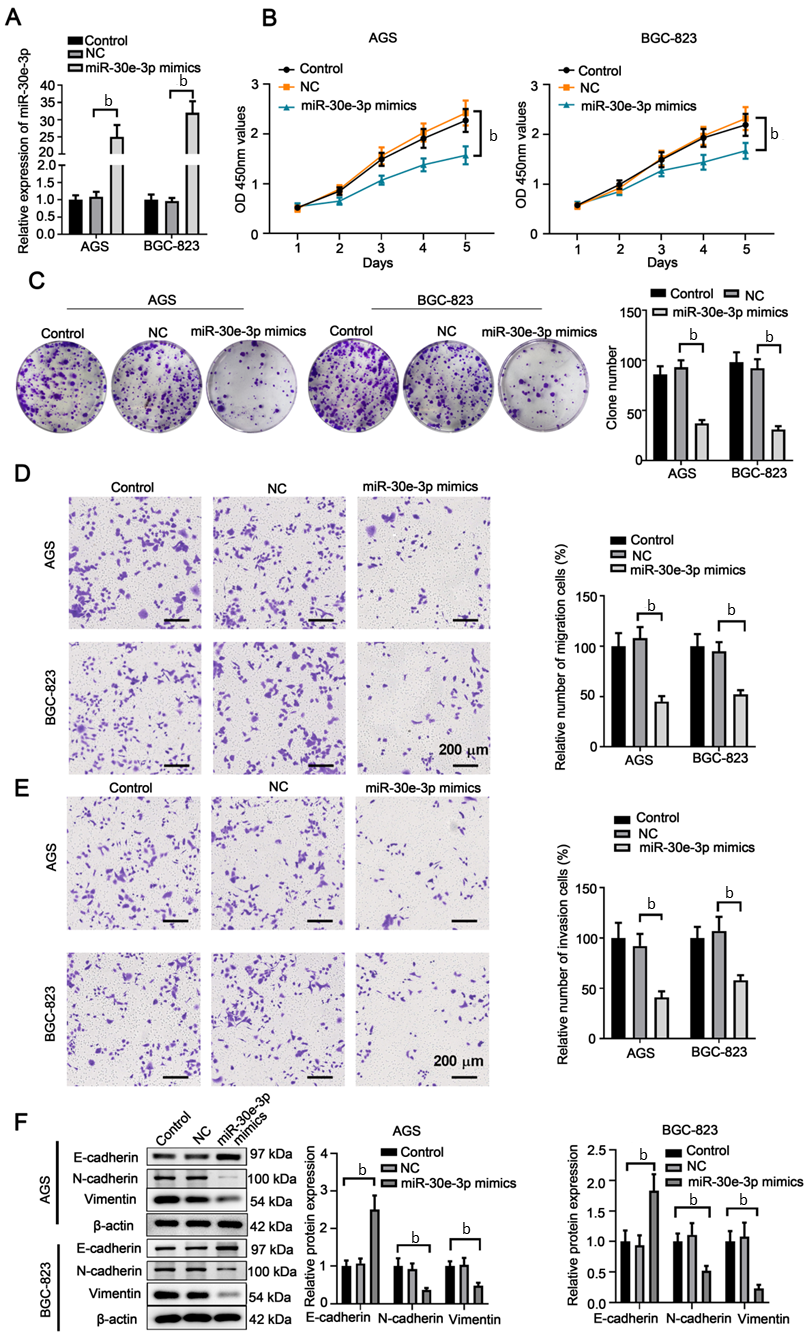 A
Control
NC
miR-30e-3p mimics
Relative expression of miR-30e-3p
40
35
30
25
20
1.5
1.0
0.5
0.0
b
b
AGS
BGC-823
B
AGS
Control
NC
miR-30e-3p mimics
OD 450nm values
3
2
1
0
b
1 2 3 4 5
Days
BGC-823
Control
NC
miR-30e-3p mimics
OD 450nm values
3
2
1
0
b
1 2 3 4 5
Days
C
AGS
Control NC miR-30e-3p mimics
BGC-823
Control NC miR-30e-3p mimics
Control NC
miR-30e-3p mimics
Clone number
150
100
50
0
b
b
AGS
BGC-823
D
Control NC miR-30e-3p mimics
AGS
BGC-823
200 μm
Control
NC
miR-30e-3p mimics
Relative number of migration cells (%)
150
100
50
0
b
b
AGS
BGC-823
E
Control NC miR-30e-3p mimics
AGS
BGC-823
200 μm
Control
NC
miR-30e-3p mimics
Relative number of invasion cells (%)
150
100
50
0
b
b
AGS
BGC-823
F
Control NC miR-30e-3p
mimics
AGS
E-cadherin 97 kDa
N-cadherin 100 kDa
Vimentin 54 kDa
β-actin 42 kDa
BGC-823
E-cadherin 97 kDa
N-cadherin 100 kDa
Vimentin 54 kDa
β-actin 42 kDa
AGS
Control
NC
miR-30e-3p mimics
Relative protein expression
4
3
2
1
0
b
b
b
E-cadherin N-cadherin Vimentin
BGC-823
Control
NC
miR-30e-3p mimics
Relative protein expression
2.5
2.0
1.5
1.0
0.5
0.0
b
b
b
E-cadherin N-cadherin Vimentin